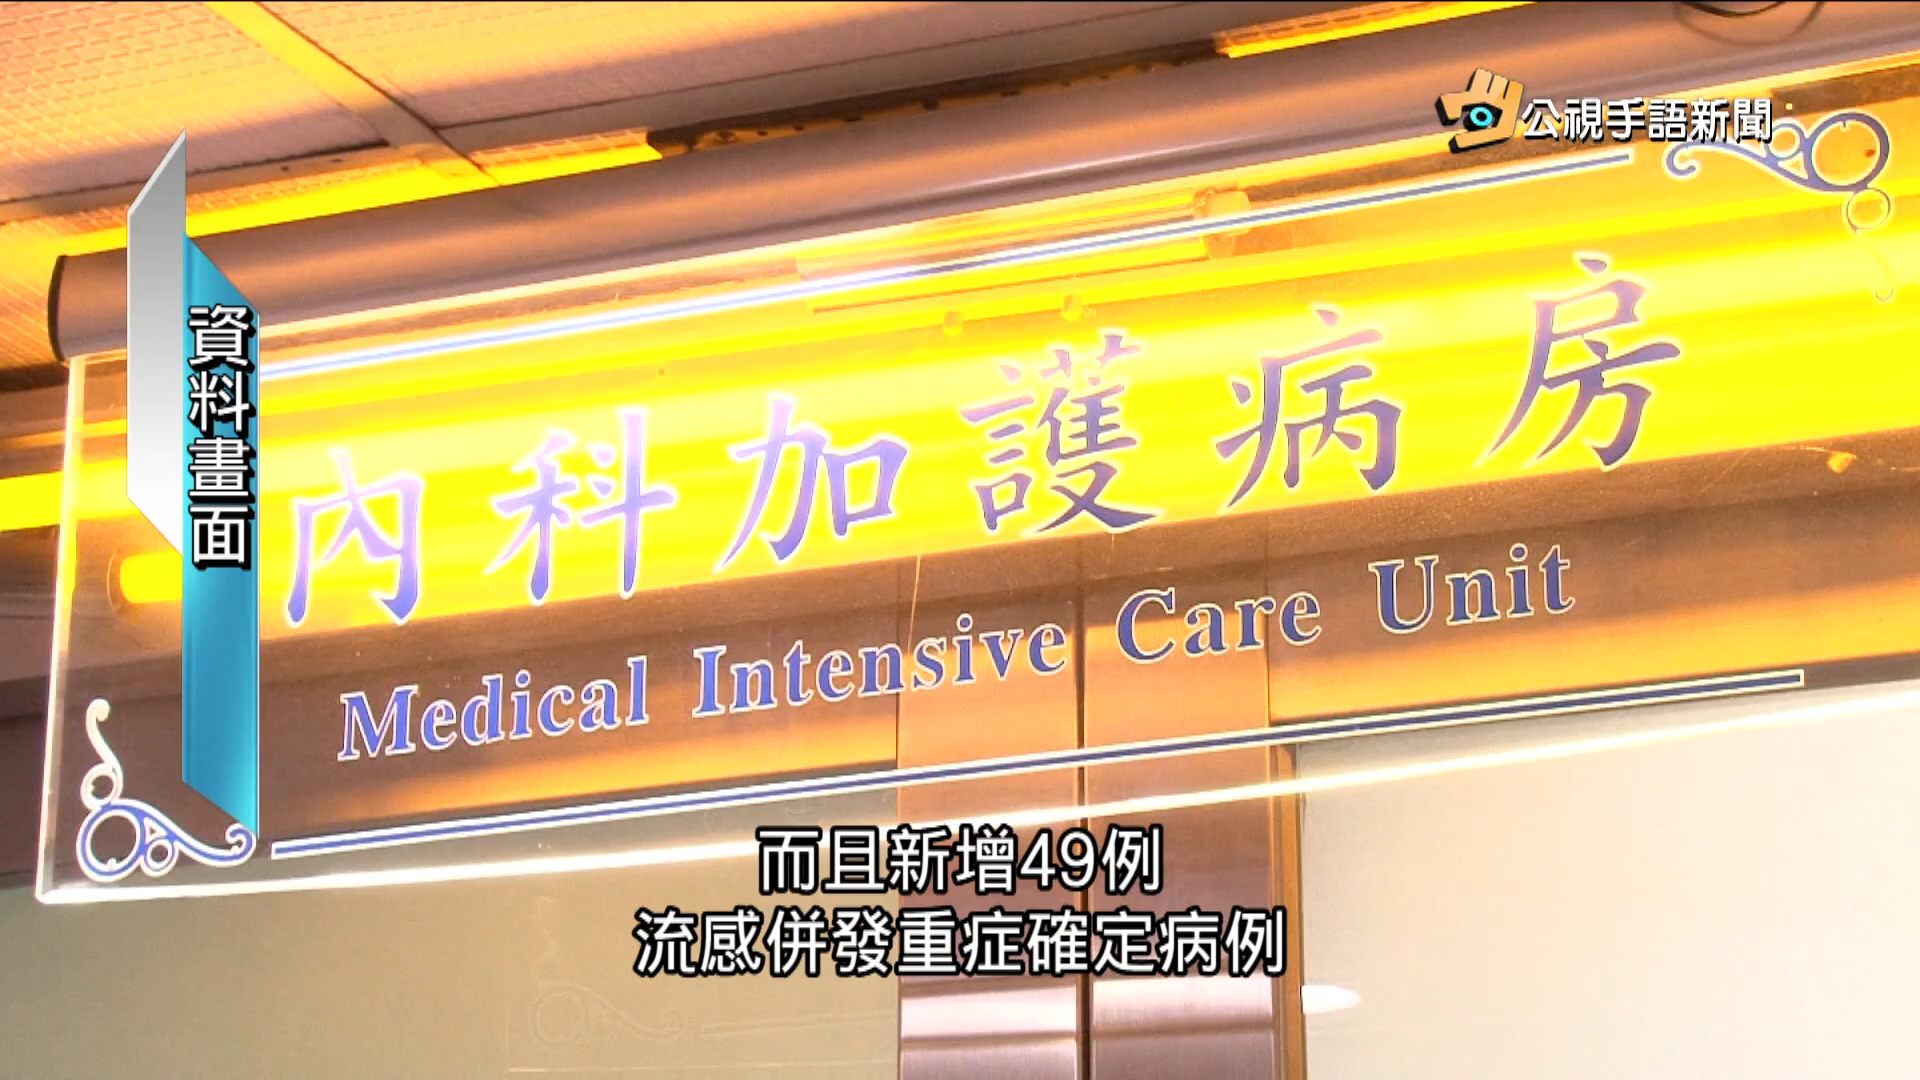 公視手語新聞
資料畫面
內科加護病房
Medical Intensive Care Unit
而且新增49例
流感併發重症確定病例